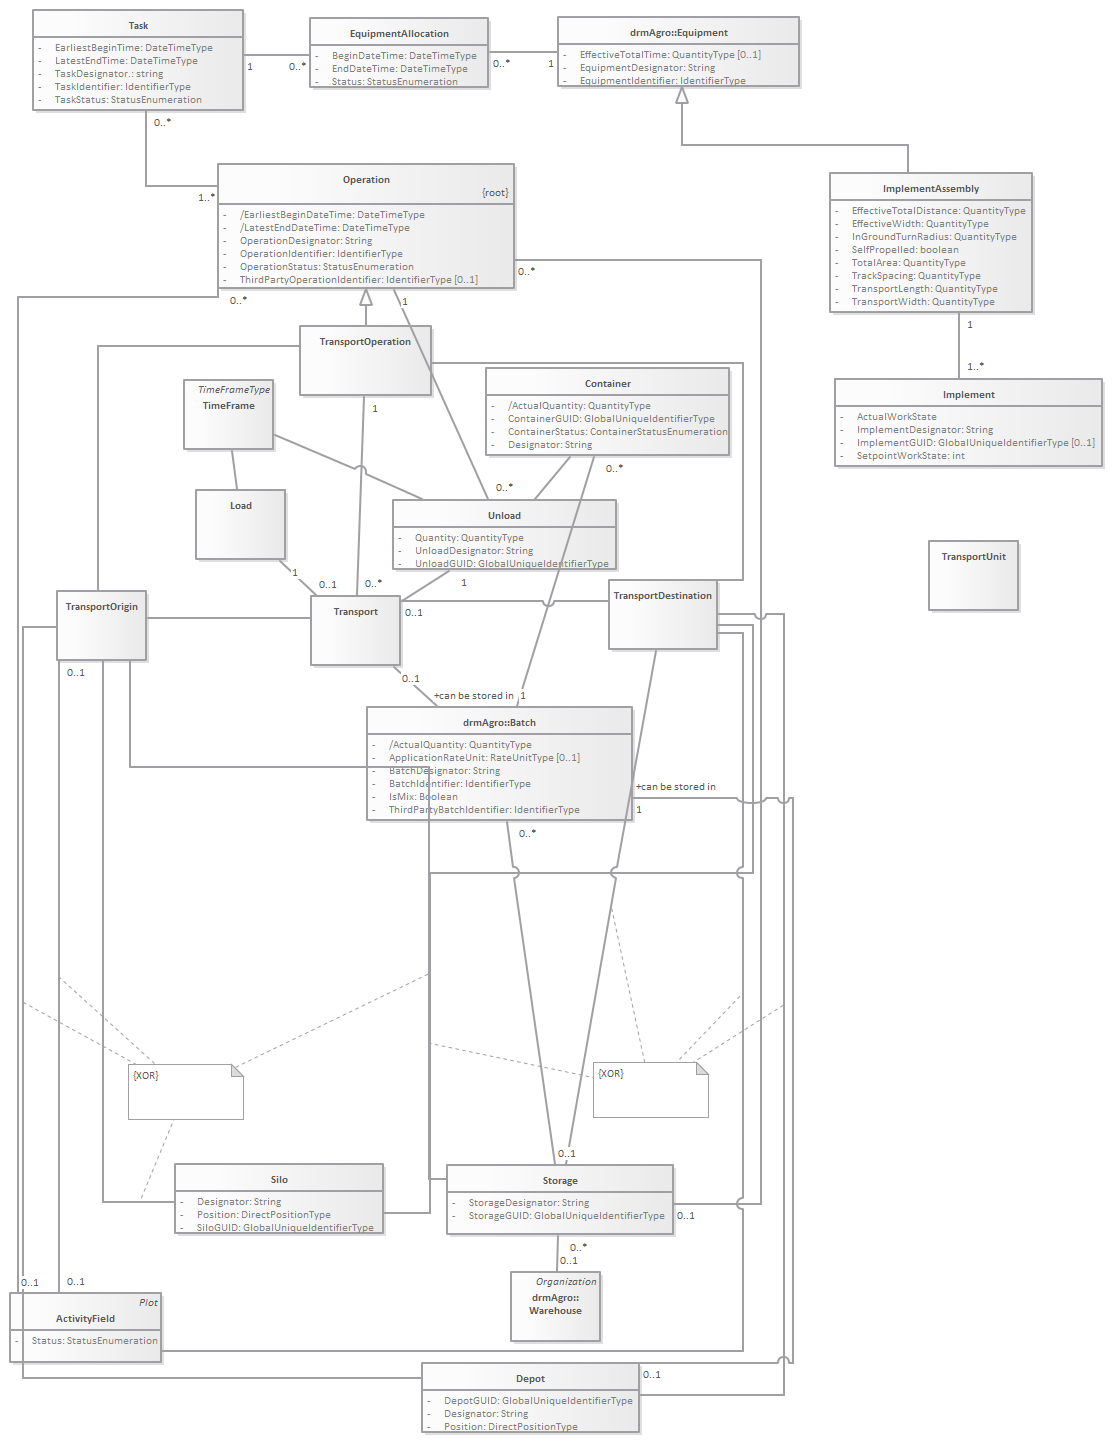 Task
- EarliestBeginTime: DateTimeType
- LatestEndTime: DateTimeType
- TaskDesignator.: string
- TaskIdentifier: IdentifierType
- TaskStatus: StatusEnumeration
1
0..*
EquipmentAllocation
- BeginDateTime: DateTimeType
- EndDateTime: DateTimeType
- Status: StatusEnumeration
0..*
1
drmAgro::Equipment
- EffectiveTotalTime: QuantityType [0..1]
- EquipmentDesignator: String
- EquipmentIdentifier: IdentifierType
0..*
1..*
Operation
{root}
- /EarliestBeginDateTime: DateTimeType
- /LatestEndDateTime: DateTimeType
- OperationDesignator: String
- OperationIdentifier: IdentifierType
- OperationStatus: StatusEnumeration
- ThirdPartyOperationIdentifier: IdentifierType [0..1]
0..*
0..*
1
ImplementAssembly
- EffectiveTotalDistance: QuantityType
- EffectiveWidth: QuantityType
- InGroundTurnRadius: QuantityType
- SelfPropelled: boolean
- TotalArea: QuantityType
- TrackSpacing: QuantityType
- TransportLength: QuantityType
- TransportWidth: QuantityType
1
1..*
Implement
- ActualWorkState
- ImplementDesignator: String
- ImplementGUID: GlobalUniqueIdentifierType [0..1]
- SetpointWorkState: int
TransportOperation
1
TimeFrameType
TimeFrame
Container
- /ActualQuantity: QuantityType
- ContainerGUID: GlobalUniqueIdentifierType
- ContainerStatus: ContainerStatusEnumeration
- Designator: String
0..*
0..*
Load
1
0..1
0..*
Unload
- Quantity: QuantityType
- UnloadDesignator: String
- UnloadGUID: GlobalUniqueIdentifierType
1
0..1
TransportUnit
TransportOrigin
0..1
Transport
0..1
TransportDestination
+can be stored in
1
drmAgro::Batch
- /ActualQuantity: QuantityType
- ApplicationRateUnit: RateUnitType [0..1]
- BatchDesignator: String
- BatchIdentifier: IdentifierType
- IsMix: Boolean
- ThirdPartyBatchIdentifier: IdentifierType
+can be stored in
1
0..*
{XOR}
{XOR}
0..1
Silo
- Designator: String
- Position: DirectPositionType
- SiloGUID: GlobalUniqueIdentifierType
Storage
- StorageDesignator: String
- StorageGUID: GlobalUniqueIdentifierType
0..1
0..*
0..1
Organization
drmAgro::
Warehouse
0..1
0..1
Plot
ActivityField
- Status: StatusEnumeration
0..1
Depot
- DepotGUID: GlobalUniqueIdentifierType
- Designator: String
- Position: DirectPositionType